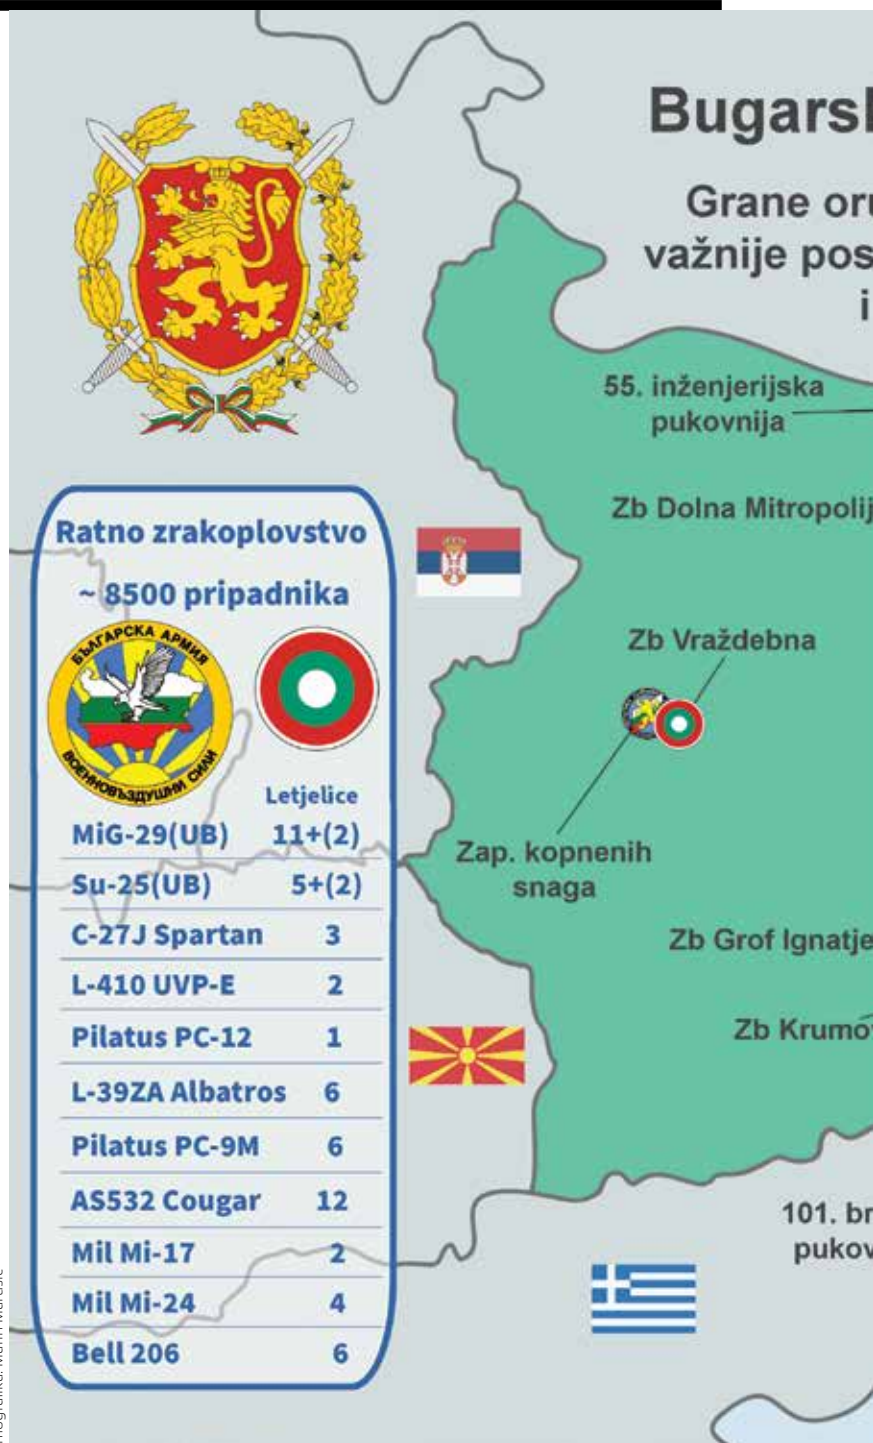 Bugarsk
Grane oru
važnije pos
i
55. inženjerijska
pukovnija
Zb Dolna Mitropolij
Ratno zrakoplovstvo
~ 8500 pripadnika
БЪЛГАРСКА АРМИЯ
ВОЕННОВЪЗДУШНИ СИЛИ
Letjelice
MiG-29(UB) 11+(2)
Su-25(UB) 5+(2)
C-27J Spartan 3
L-410 UVP-E 2
Pilatus PC-12 1
L-39ZA Albatros 6
Pilatus PC-9M 6
AS532 Cougar 12
Mil Mi-17 2
Mil Mi-24 4
Bell 206 6
Zb Vraždebna
Zap. kopnenih
snaga
Zb Grof Ignatje
Zb Krumov
101. br
pukov